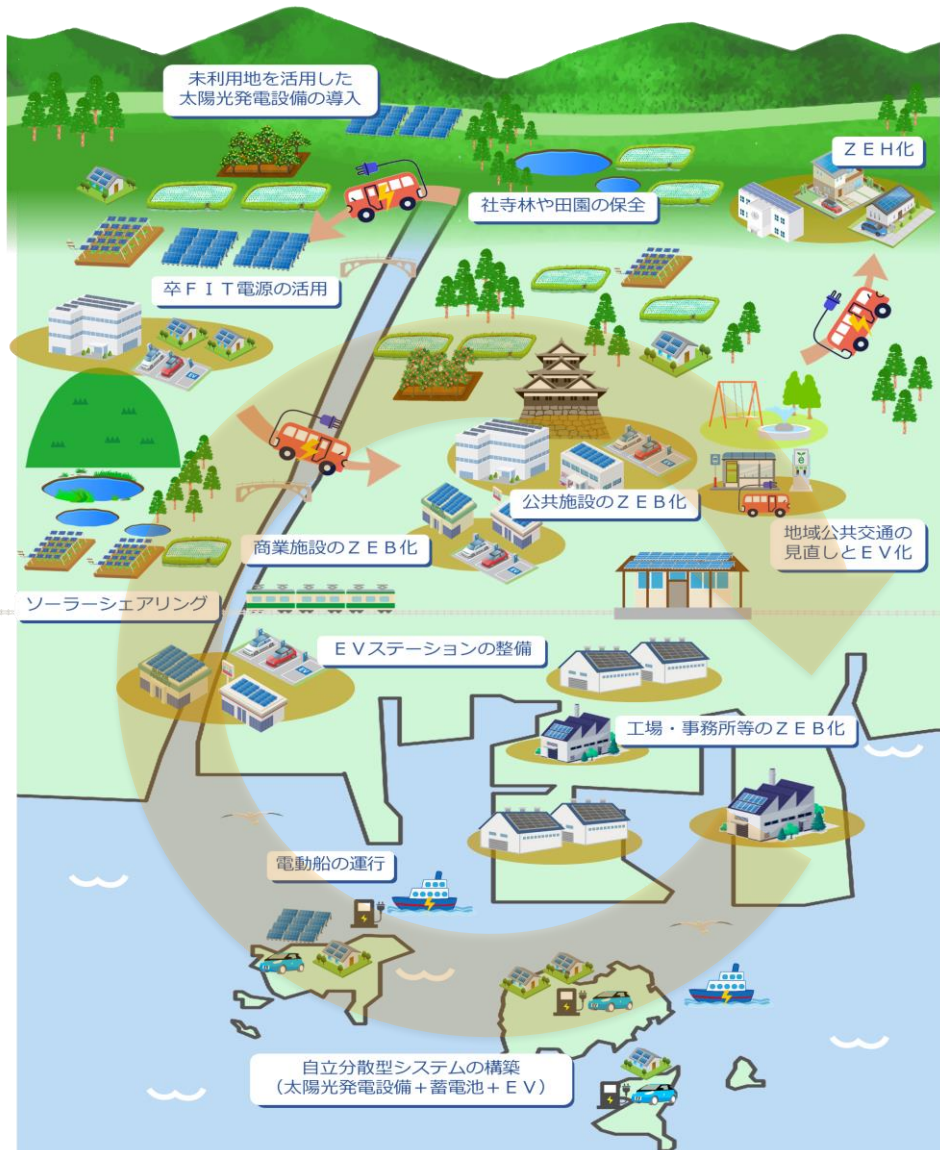 未利用地を活用した
太陽光発電設備の導入
ＺＥＨ化
社寺林や田園の保全
卒ＦＩＴ電源の活用
公共施設のＺＥＢ化
地域公共交通の
見直しとＥＶ化
商業施設のＺＥＢ化
ソーラーシェアリング
ＥＶステーションの整備
工場・事務所等のＺＥＢ化
電動船の運行
自立分散型システムの構築
（太陽光発電設備＋蓄電池＋ＥＶ）